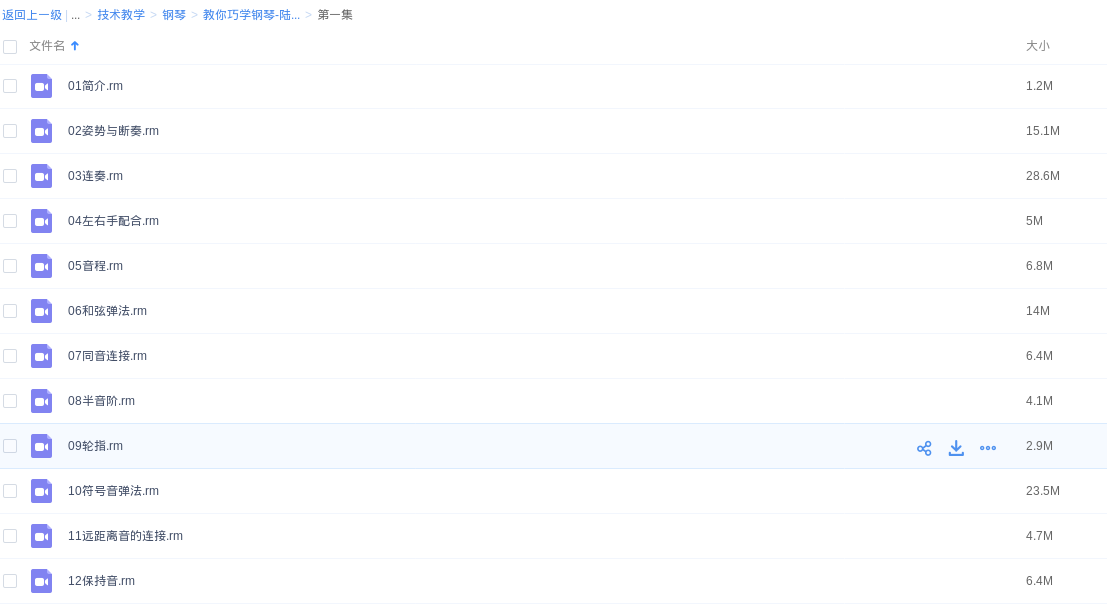 返回上一级 | ... > 技术教学 > 钢琴 > 教你巧学钢琴-陆... > 第一集
文件名 大小
01简介.rm 1.2M
02姿势与断奏.rm 15.1M
03连奏.rm 28.6M
04左右手配合.rm 5M
05音程.rm 6.8M
06和弦弹法.rm 14M
07同音连接.rm 6.4M
08半音阶.rm 4.1M
09轮指.rm 2.9M
10符号音弹法.rm 23.5M
11远距离音的连接.rm 4.7M
12保持音.rm 6.4M